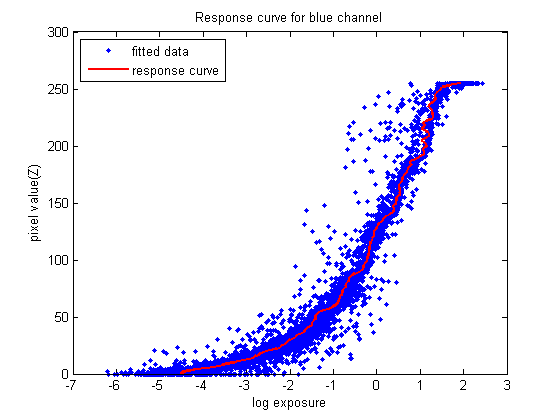 Response curve for blue channel
300
250
200
150
100
50
0
pixel value(Z)
fitted data
response curve
-7 -6 -5 -4 -3 -2 -1 0 1 2 3
log exposure